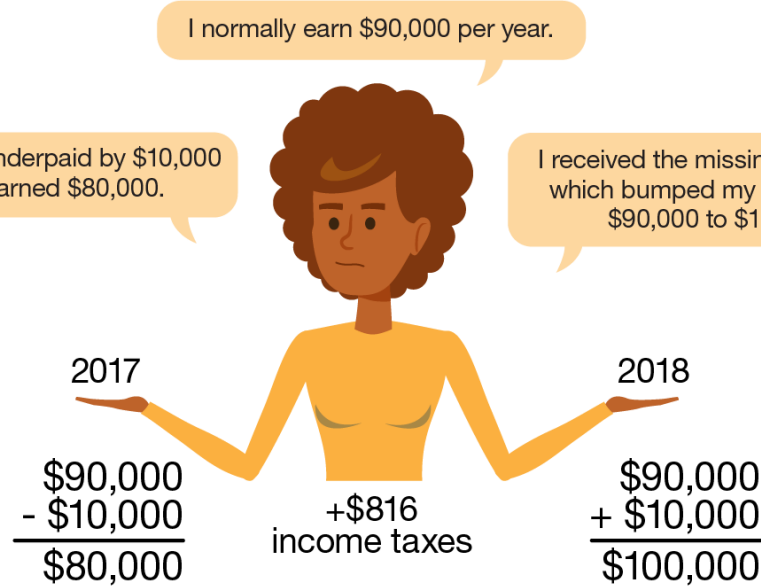 I normally earn $90,000 per year.
nderpaid by $10,000
arned $80,000.
I received the missin
which bumped my
$90,000 to $1
2017
2018
$90,000
- $10,000
$80,000
+$816
income taxes
$90,000
+ $10,000
$100,000